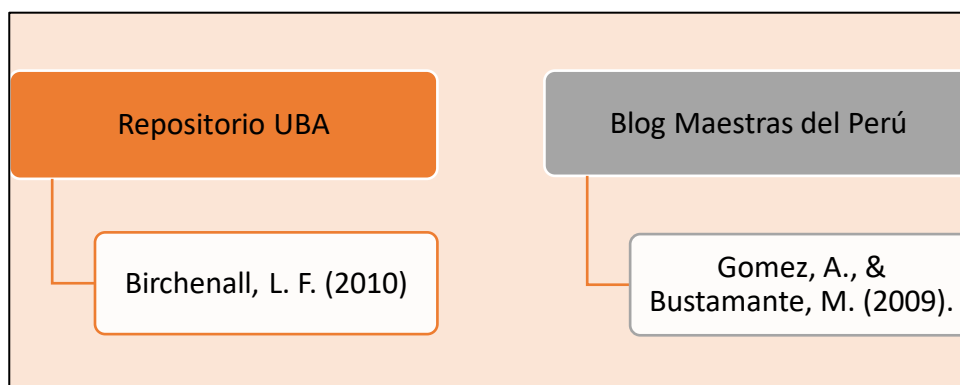 Repositorio UBA
Birchenall, L. F. (2010)
Blog Maestras del Perú
Gomez, A., &
Bustamante, M. (2009).